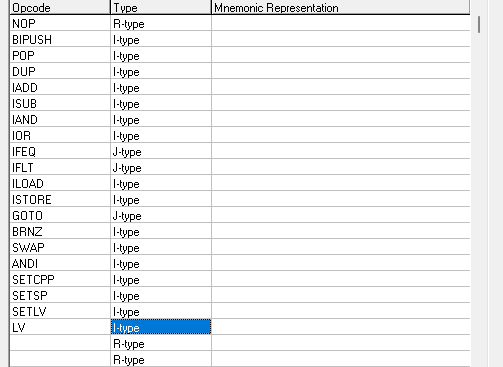 Opcode Type Mnemonic Representation
NOP R-type
BIPUSH I-type
POP I-type
DUP I-type
IADD I-type
ISUB I-type
IAND I-type
IOR I-type
IFEQ J-type
IFLT J-type
ILOAD I-type
ISTORE I-type
GOTO J-type
BRNZ I-type
SWAP I-type
ANDI I-type
SETCPP I-type
SETSP I-type
SETLV I-type
LV I-type
R-type
R-type